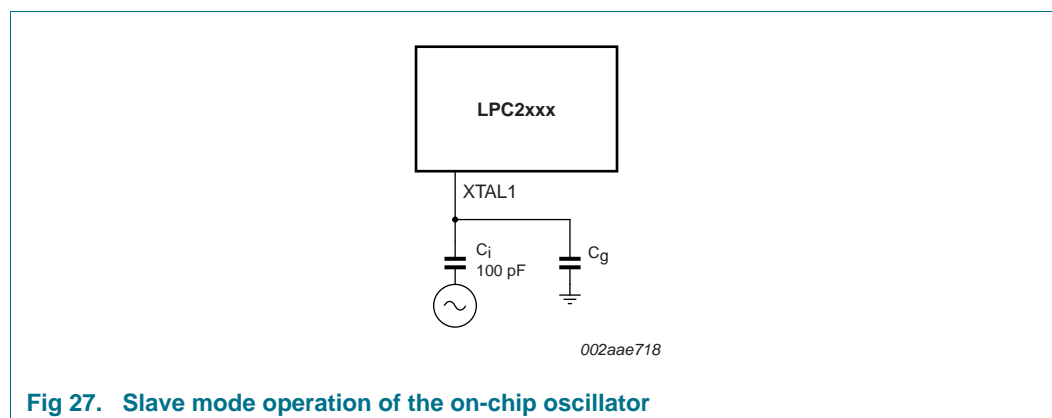 LPC2xxx
XTAL1
Ci
100 pF
Cg
002aae718
Fig 27. Slave mode operation of the on-chip oscillator